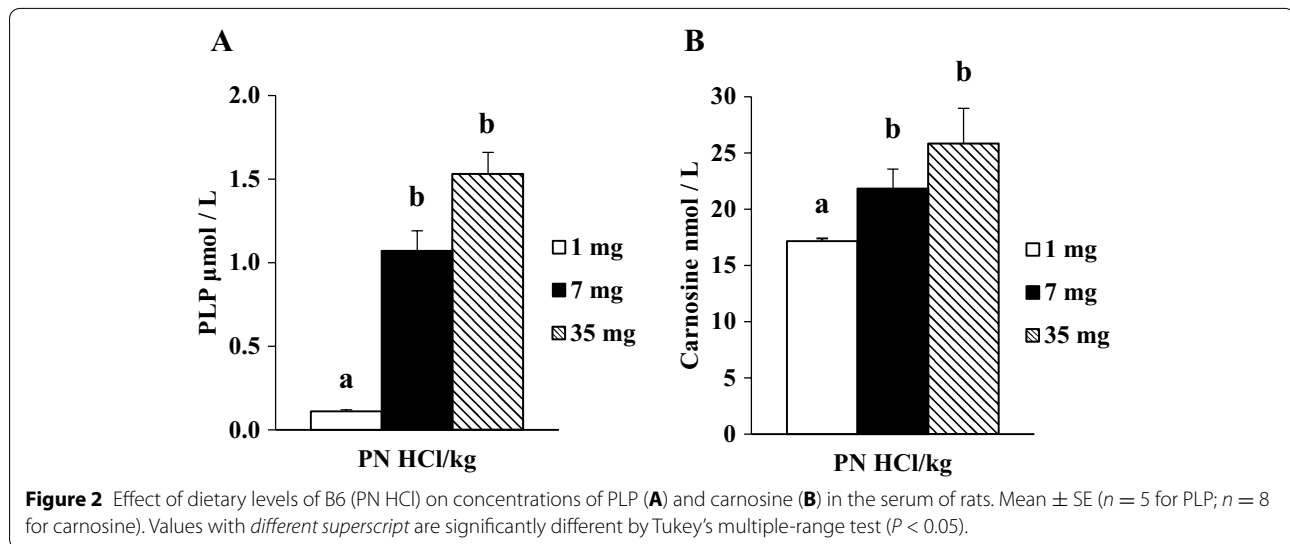 A
PLP µmol / L
2.0
1.5
1.0
0.5
0.0
a
b
b
PN HCl/kg
1 mg
7 mg
35 mg
B
Carnosine nmol / L
30
25
20
15
10
5
0
a
b
b
PN HCl/kg
1 mg
7 mg
35 mg
Figure 2 Effect of dietary levels of B6 (PN HCl) on concentrations of PLP (A) and carnosine (B) in the serum of rats. Mean ± SE (n = 5 for PLP; n = 8
for carnosine). Values with different superscript are significantly different by Tukey’s multiple-range test (P < 0.05).